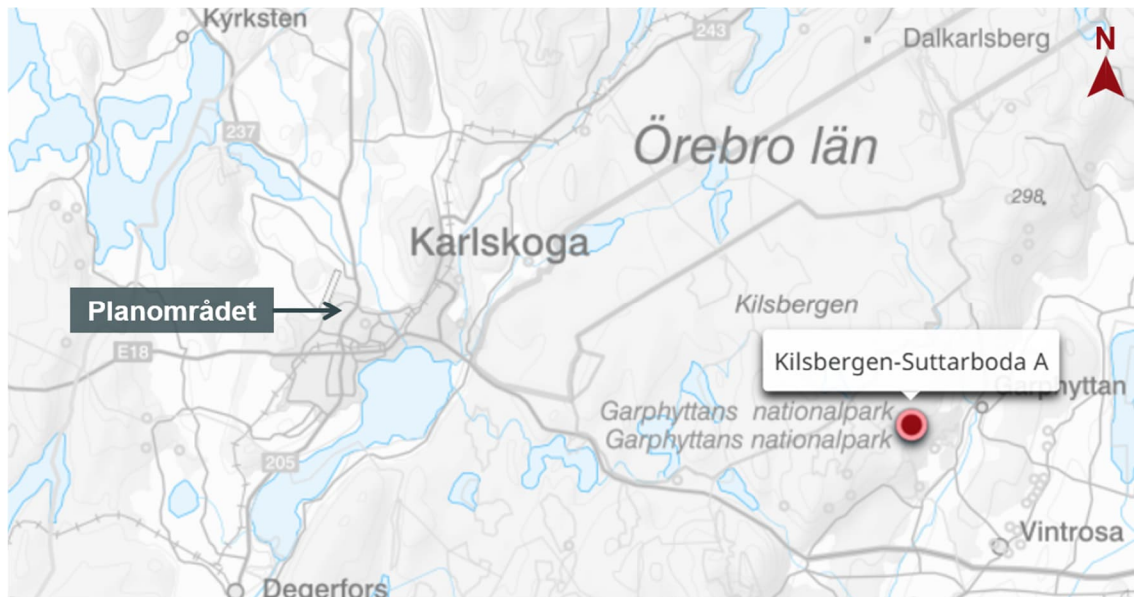 Kyrksten
243
Dalkarlsberg
N
237
Örebro län
298
Karlskoga
Planområdet
Kilsbergen
E18
Kilsbergen-Suttarboda A
Garphyttan
Garphyttans nationalpark
Garphyttans nationalpark
205
Vintrosa
Degerfors